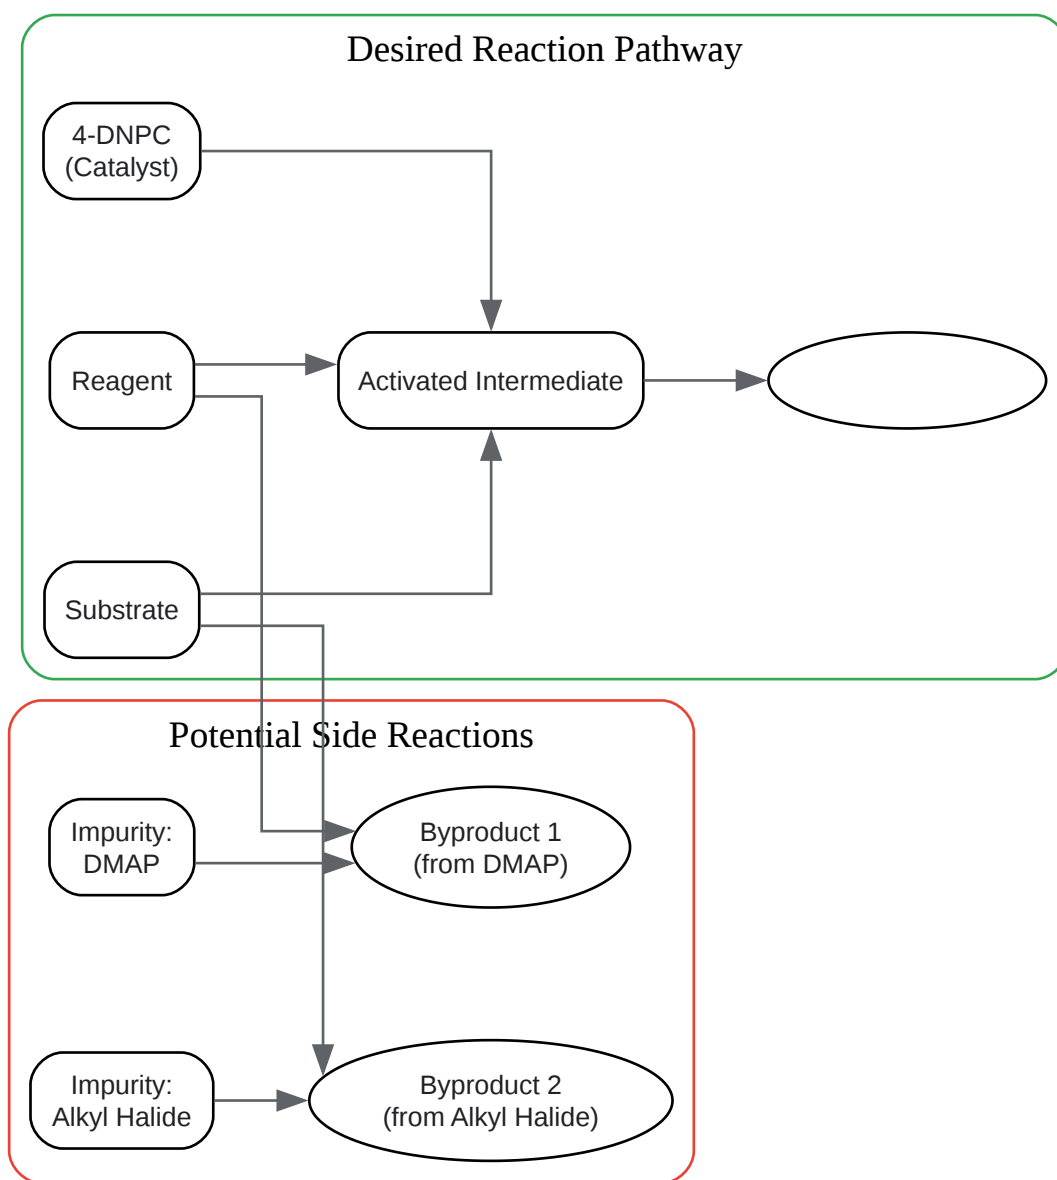 Desired Reaction Pathway
4-DNPC
(Catalyst)
Reagent
Activated Intermediate
Substrate
Potential Side Reactions
Impurity:
DMAP
Byproduct 1
(from DMAP)
Impurity:
Alkyl Halide
Byproduct 2
(from Alkyl Halide)